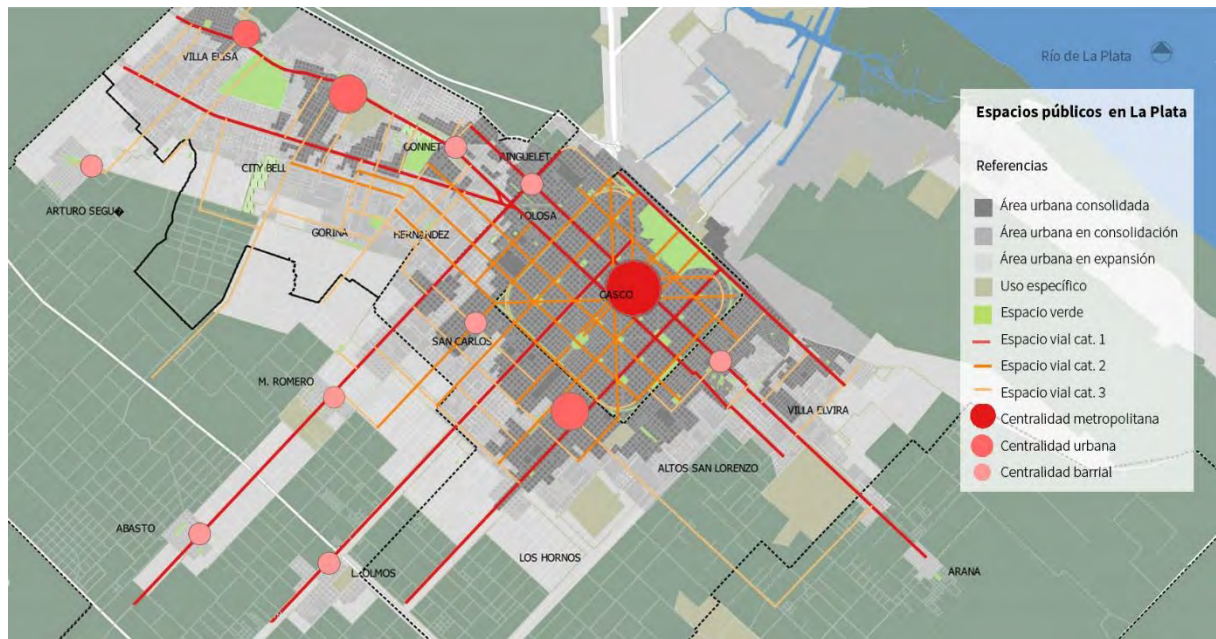 Río de La Plata
Espacios públicos en La Plata
Referencias
Área urbana consolidada
Área urbana en consolidación
Área urbana en expansión
Uso específico
Espacio verde
Espacio vial cat. 1
Espacio vial cat. 2
Espacio vial cat. 3
Centralidad metropolitana
Centralidad urbana
Centralidad barrial
VILLA ELISA
CITY BELL
GONNET
RINGUELET
TOLOSA
ARTURO SEGU�
GORINA
HERNANDEZ
CASCO
SAN CARLOS
M. ROMERO
VILLA ELVIRA
ALTOS SAN LORENZO
ABASTO
L. OLMOS
LOS HORNOS
ARANA